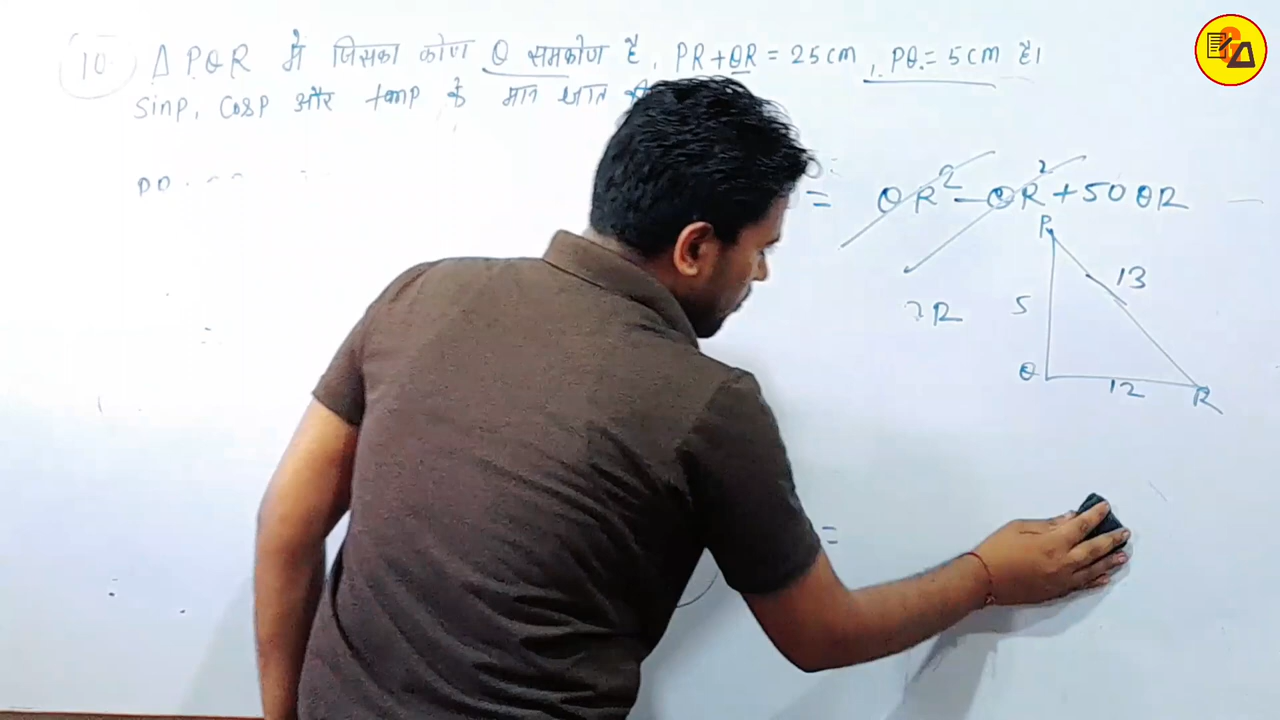 10. Δ PQR में जिसका कोण Q समकोण है, PR + QR = 25 cm, PQ = 5 cm है।
sinp, cosp और tanp के मान ज्ञात
= QR² - QR² + 50 QR
P
13
5
R
Q
12
R
=